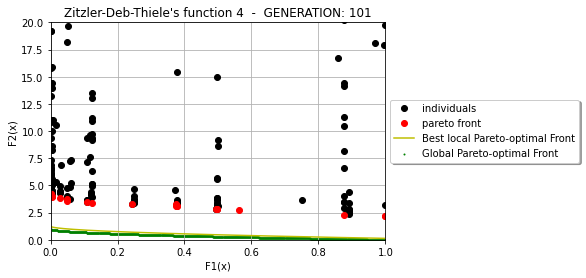 Zitzler-Deb-Thiele's function 4 - GENERATION: 101
20.0
17.5
15.0
12.5
10.0
7.5
5.0
2.5
0.0
F2(x)
0.0 0.2 0.4 0.6 0.8 1.0
F1(x)
individuals
pareto front
Best local Pareto-optimal Front
Global Pareto-optimal Front